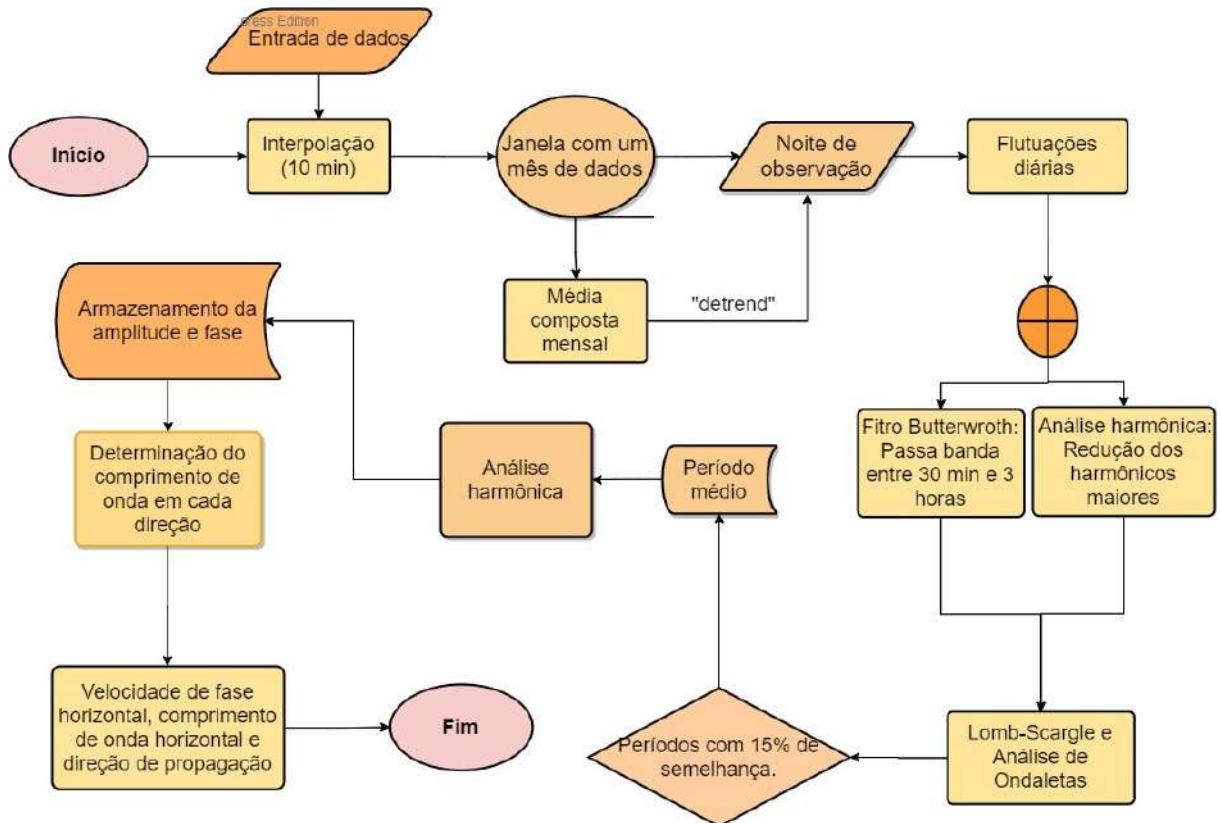 press Edition
Entrada de dados
Início
Interpolação
(10 min)
Janela com um
mês de dados
Noite de
observação
Flutuações
diárias
Média
composta
mensal
"detrend"
Armazenamento da
amplitude e fase
Fitro Butterwroth:
Passa banda
entre 30 min e 3
horas
Análise harmônica:
Redução dos
harmônicos
maiores
Determinação do
comprimento de
onda em cada
direção
Análise
harmônica
Período
médio
Velocidade de fase
horizontal, comprimento
de onda horizontal e
direção de propagação
Fim
Períodos com 15% de
semelhança.
Lomb-Scargle e
Análise de
Ondaletas